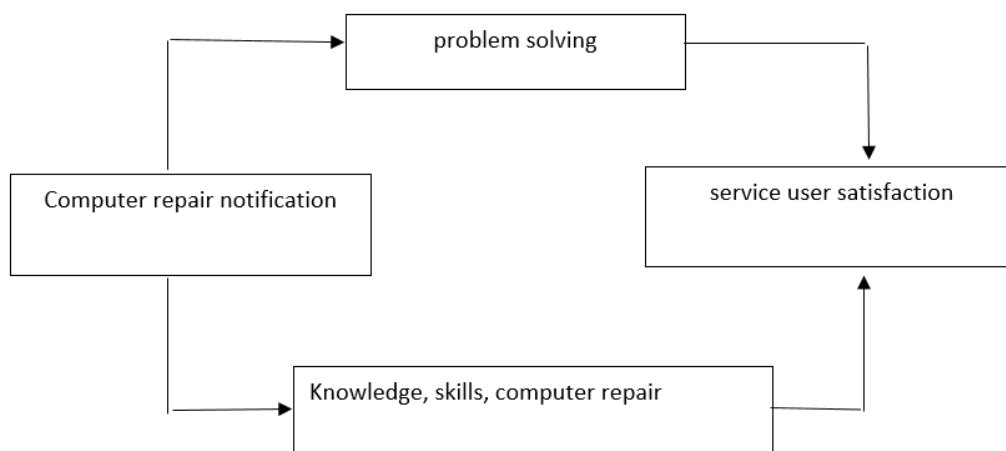 problem solving
Computer repair notification
service user satisfaction
Knowledge, skills, computer repair